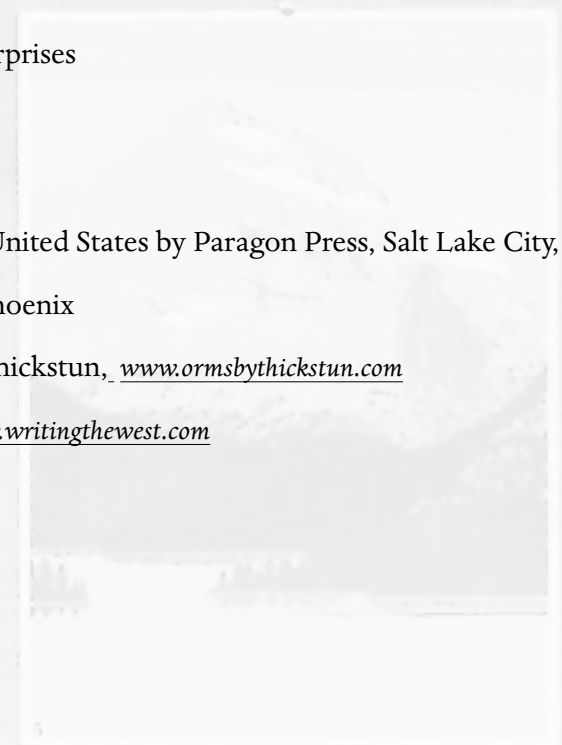 rprises
United States by Paragon Press, Salt Lake City,
hoenix
hickstun, www.ormsbythickstun.com
.writingthewest.com